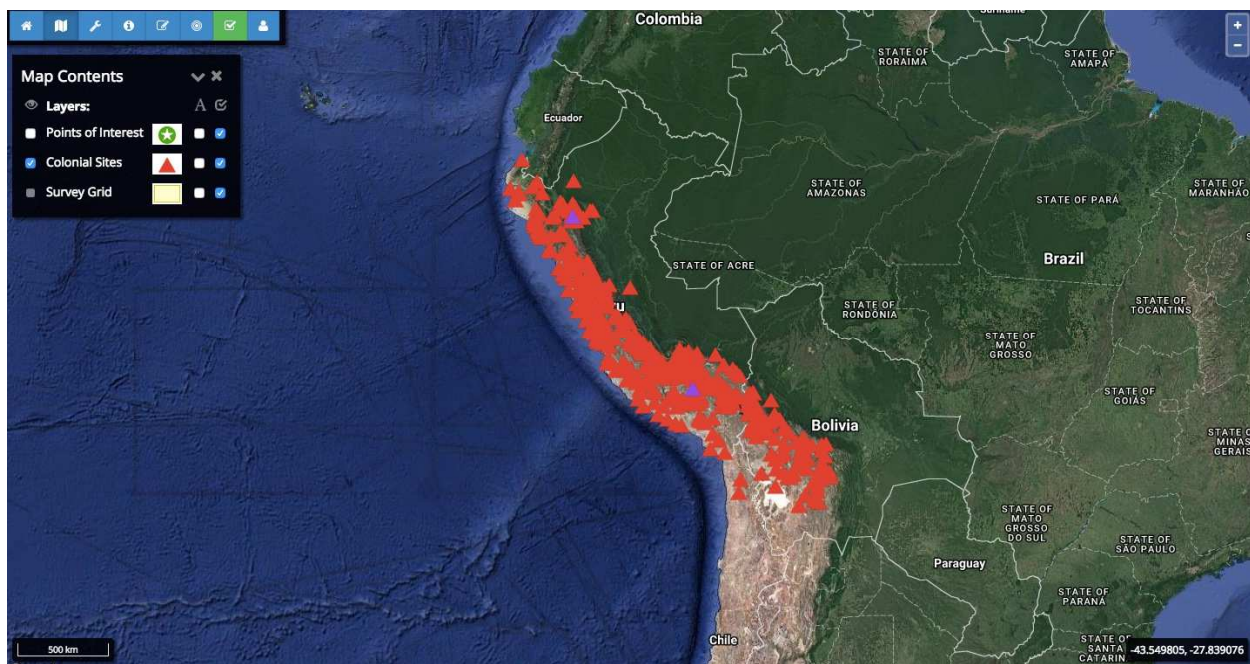 Map Contents
Layers:
A
Points of Interest
Colonial Sites
Survey Grid
Colombia
STATE OF
RORAIMA
STATE OF
AMAPÁ
Ecuador
STATE OF
AMAZONAS
STATE OF PARÁ
STATE OF
MARANHÃO
STATE OF ACRE
Brazil
ru
STATE OF
RONDÔNIA
STATE OF
TOCANTINS
STATE OF
MATO
GROSSO
STATE OF
GOIÁS
Bolivia
STATE O
MINAS
GERAIS
STATE OF
MATO
GROSSO
DO SUL
STATE OF
SÃO PAULO
Paraguay
STATE OF
PARANÁ
Chile
STATE OF
SANTA
CATARIN
500 km
-43.549805, -27.839076
+
−